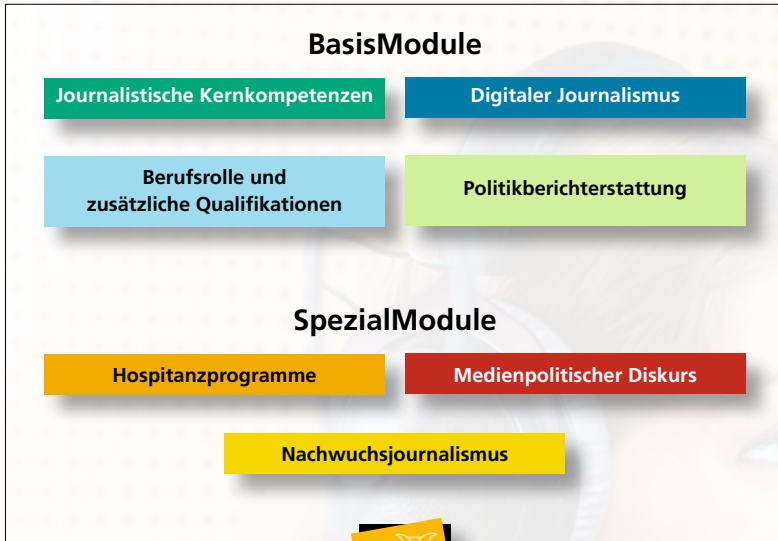 BasisModule
Journalistische Kernkompetenzen
Digitaler Journalismus
Berufsrolle und
zusätzliche Qualifikationen
Politikberichterstattung
SpezialModule
Hospitanzprogramme
Medienpolitischer Diskurs
Nachwuchsjournalismus